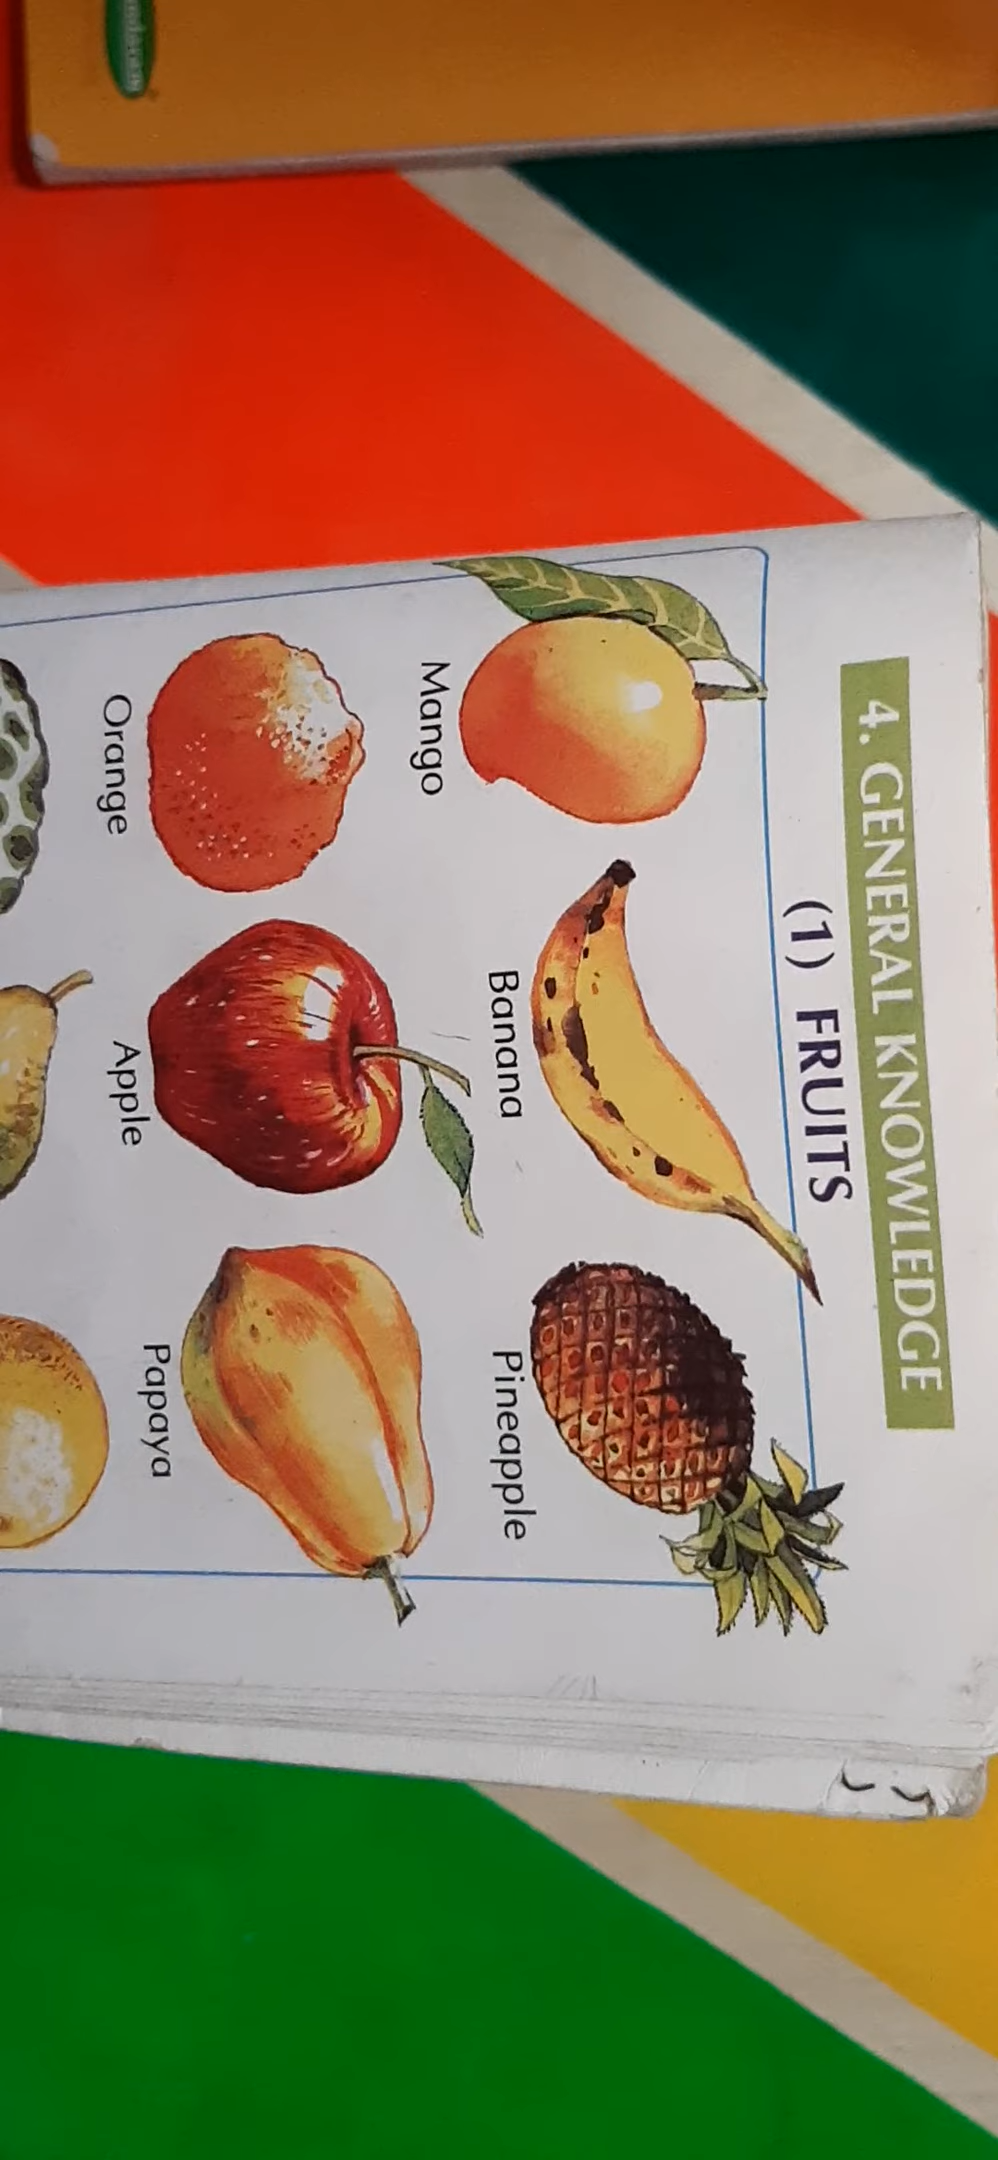 4. GENERAL KNOWLEDGE
(1) FRUITS
Mango
Banana
Pineapple
Orange
Apple
Papaya